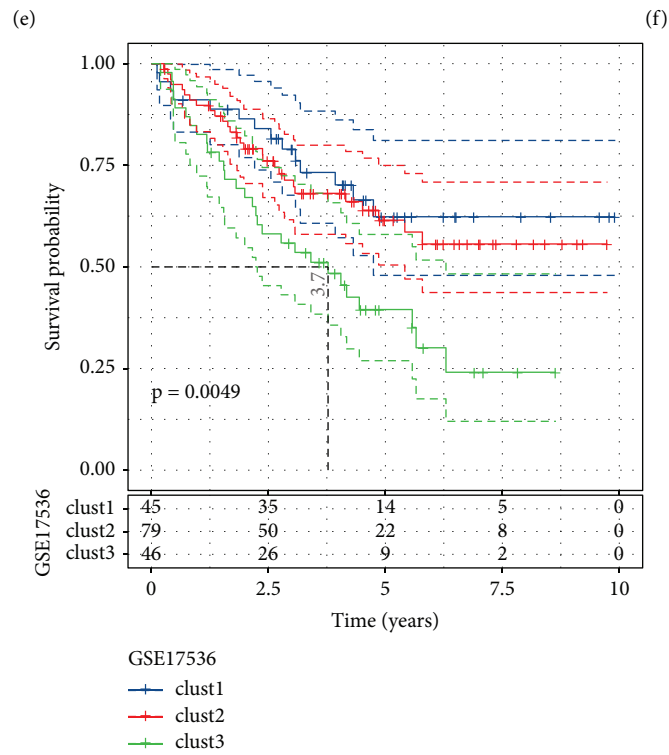 (e)
(f)
1.00
0.75
0.50
0.25
0.00
Survival probability
3.7
p = 0.0049
GSE17536
clust1 45 35 14 5 0
clust2 79 50 22 8 0
clust3 46 26 9 2 0
0 2.5 5 7.5 10
Time (years)
GSE17536
clust1
clust2
clust3